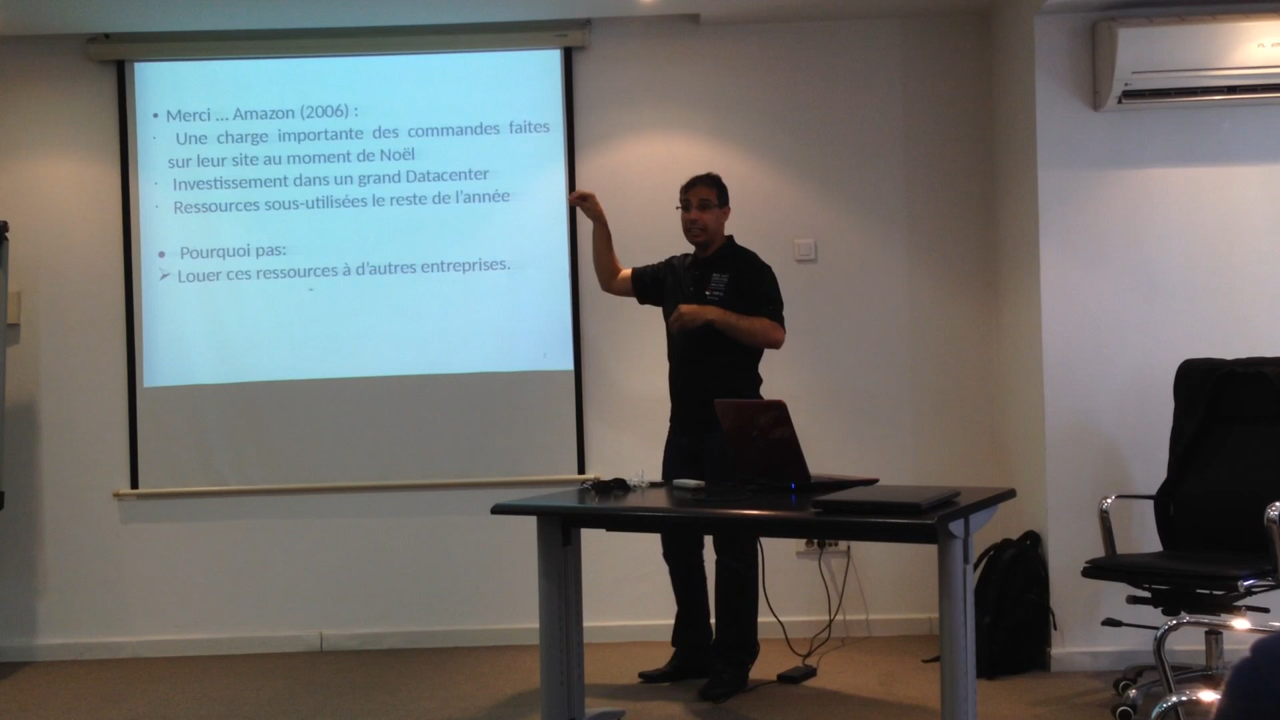 • Merci ... Amazon (2006) :
· Une charge importante des commandes faites
sur leur site au moment de Noël
· Investissement dans un grand Datacenter
· Ressources sous-utilisées le reste de l'année
• Pourquoi pas:
➢ Louer ces ressources à d'autres entreprises.